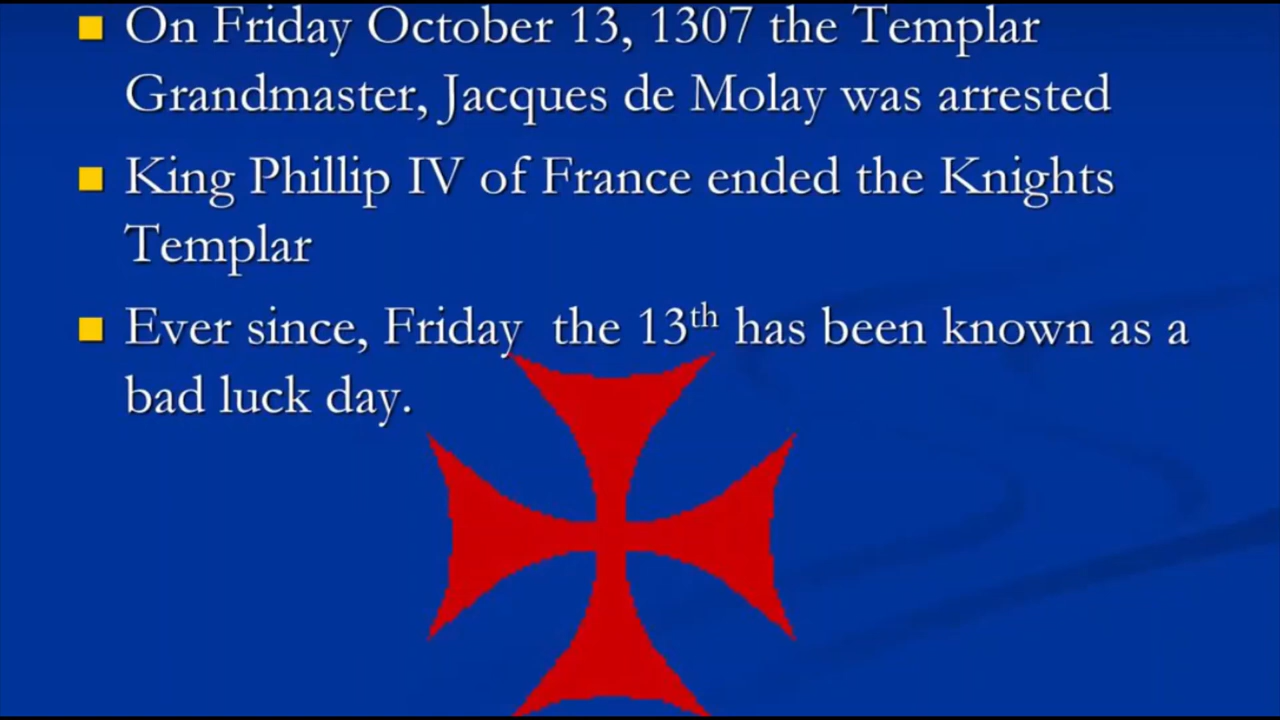 On Friday October 13, 1307 the Templar
Grandmaster, Jacques de Molay was arrested
King Phillip IV of France ended the Knights
Templar
Ever since, Friday  the 13th has been known as a
bad luck day.